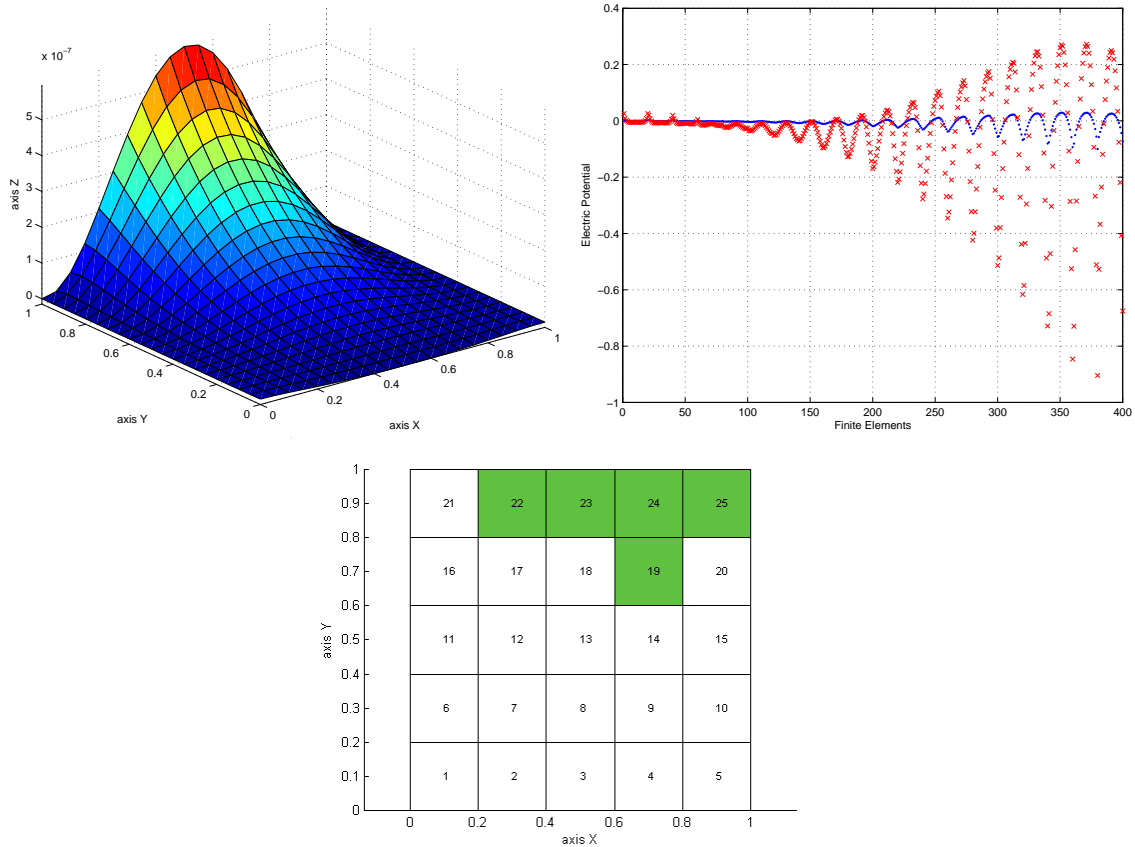 x 10⁻⁷
5
4
3
2
1
0
axis Z
1
0.8
0.6
0.4
0.2
0
axis Y
0
0.2
0.4
0.6
0.8
1
axis X
0.4
0.2
0
−0.2
−0.4
−0.6
−0.8
−1
Electric Potential
0 50 100 150 200 250 300 350 400
Finite Elements
1
0.9
0.8
0.7
0.6
0.5
0.4
0.3
0.2
0.1
0
axis Y
21 22 23 24 25
16 17 18 19 20
11 12 13 14 15
6 7 8 9 10
1 2 3 4 5
0 0.2 0.4 0.6 0.8 1
axis X